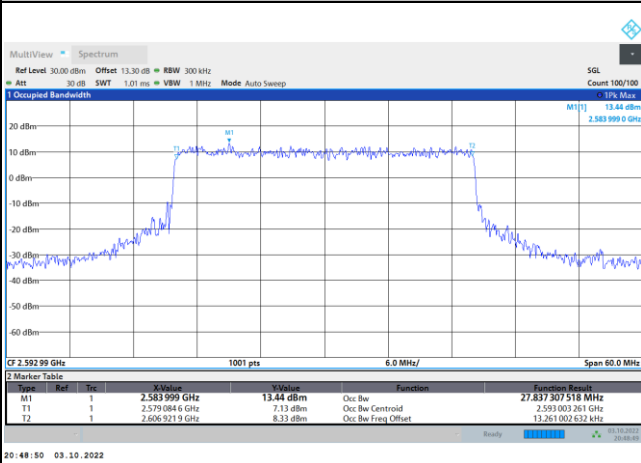 MultiView Spectrum
Ref Level 30.00 dBm Offset 13.30 dB RBW 300 kHz SGL
Att 30 dB SWT 1.01 ms VBW 1 MHz Mode Auto Sweep Count 100/100
1 Occupied Bandwidth 1Pk Max
M1[1] 13.44 dBm
2.583 999 0 GHz
M1
20 dBm
T1 T2
10 dBm
0 dBm
-10 dBm
-20 dBm
-30 dBm
-40 dBm
-50 dBm
-60 dBm
CF 2.592 99 GHz 1001 pts 6.0 MHz/ Span 60.0 MHz
2 Marker Table
Type Ref Trc X-Value Y-Value Function Function Result
M1 1 2.583 999 GHz 13.44 dBm Occ Bw 27.837 307 518 MHz
T1 1 2.579 084 6 GHz 7.13 dBm Occ Bw Centroid 2.593 003 261 GHz
T2 1 2.606 921 9 GHz 8.33 dBm Occ Bw Freq Offset 13.261 002 632 kHz
Ready 03.10.2022
20:48:49
20:48:50 03.10.2022